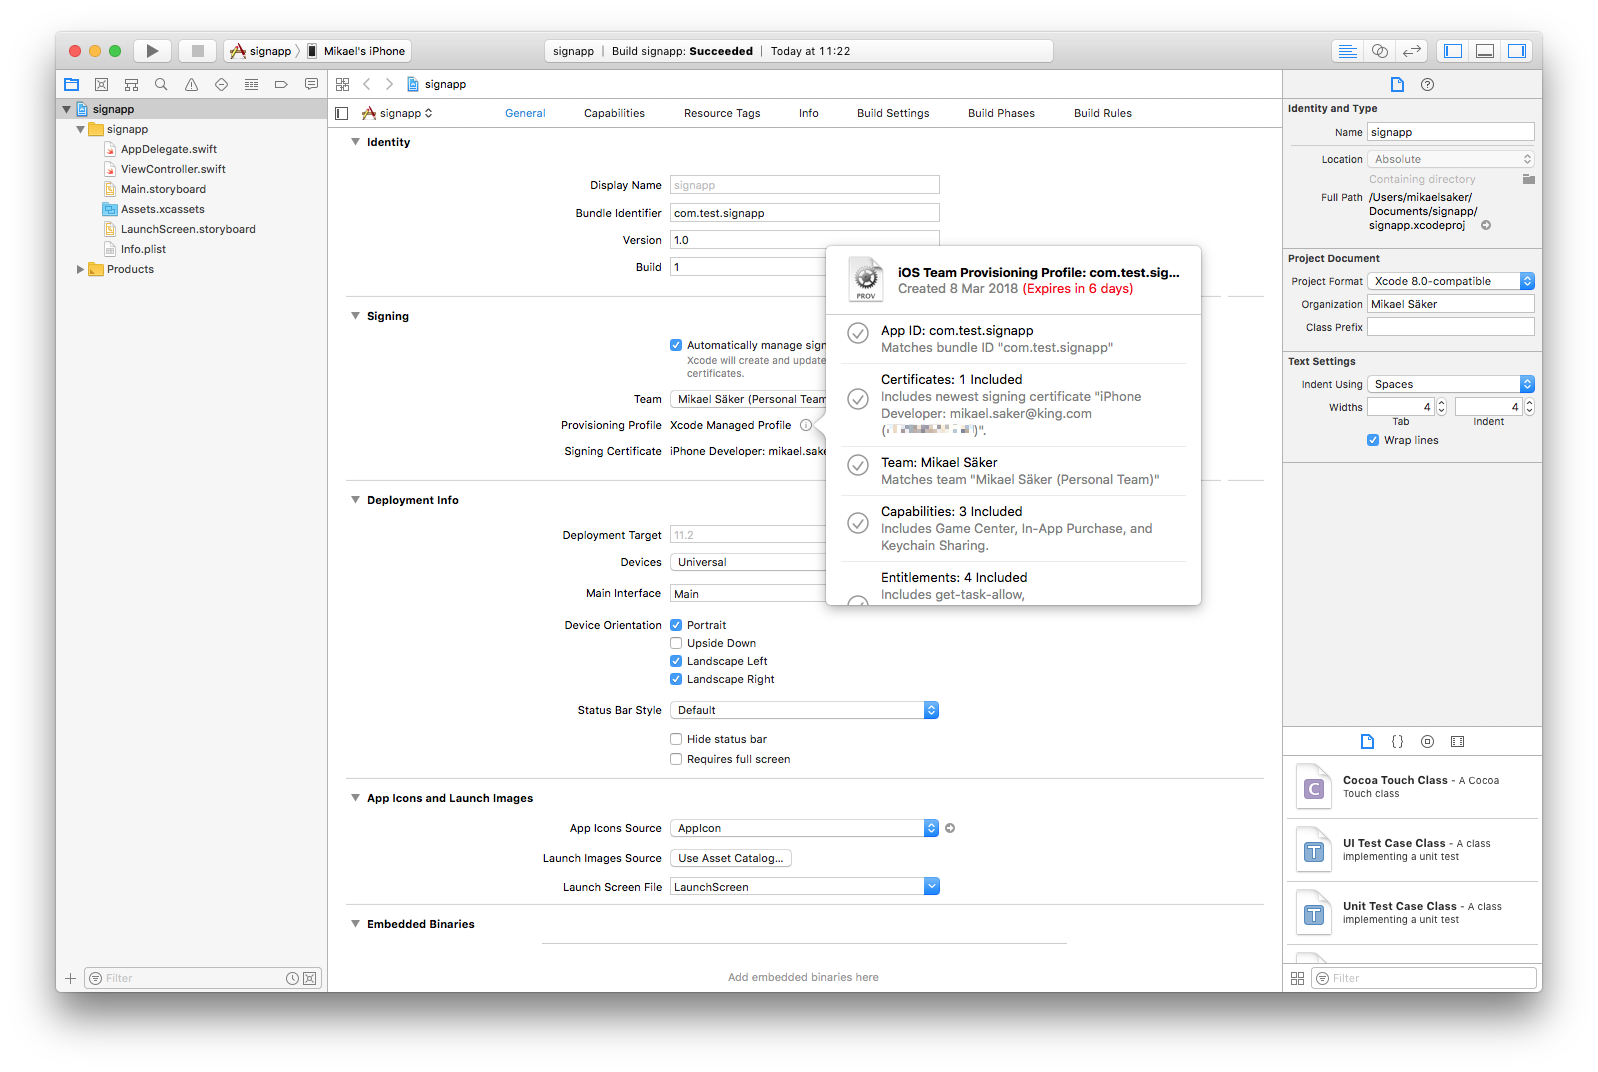 signapp
Mikael's iPhone
signapp | Build signapp: Succeeded | Today at 11:22
signapp
signapp
AppDelegate.swift
ViewController.swift
Main.storyboard
Assets.xcassets
LaunchScreen.storyboard
Info.plist
Products
Filter
signapp
signapp
General
Capabilities
Resource Tags
Info
Build Settings
Build Phases
Build Rules
Identity
Display Name signapp
Bundle Identifier com.test.signapp
Version 1.0
Build 1
Signing
Automatically manage sign
Xcode will create and update
certificates.
Team Mikael Säker (Personal Team
Provisioning Profile Xcode Managed Profile
Signing Certificate iPhone Developer: mikael.sake
Deployment Info
Deployment Target 11.2
Devices Universal
Main Interface Main
Device Orientation Portrait
Upside Down
Landscape Left
Landscape Right
Status Bar Style Default
Hide status bar
Requires full screen
App Icons and Launch Images
App Icons Source AppIcon
Launch Images Source Use Asset Catalog...
Launch Screen File LaunchScreen
Embedded Binaries
Add embedded binaries here
PROV
iOS Team Provisioning Profile: com.test.sig...
Created 8 Mar 2018 (Expires in 6 days)
App ID: com.test.signapp
Matches bundle ID "com.test.signapp"
Certificates: 1 Included
Includes newest signing certificate "iPhone
Developer: mikael.saker@king.com
( )".
Team: Mikael Säker
Matches team "Mikael Säker (Personal Team)"
Capabilities: 3 Included
Includes Game Center, In-App Purchase, and
Keychain Sharing.
Entitlements: 4 Included
Includes get-task-allow,
Identity and Type
Name signapp
Location Absolute
Containing directory
Full Path /Users/mikaelsaker/
Documents/signapp/
signapp.xcodeproj
Project Document
Project Format Xcode 8.0-compatible
Organization Mikael Säker
Class Prefix
Text Settings
Indent Using Spaces
Widths 4 4
Tab Indent
Wrap lines
{}
C
Cocoa Touch Class - A Cocoa
Touch class
T
UI Test Case Class - A class
implementing a unit test
T
Unit Test Case Class - A class
implementing a unit test
Filter